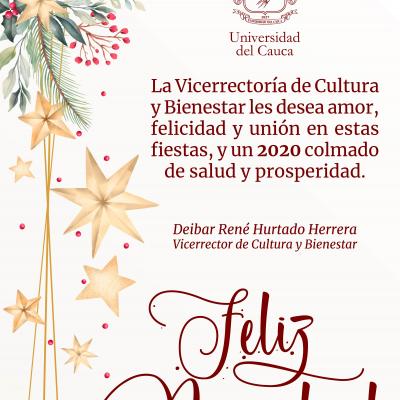 Universidad
del Cauca
La Vicerrectoría de Cultura
y Bienestar les desea amor,
felicidad y unión en estas
fiestas, y un 2020 colmado
de salud y prosperidad.
Deibar René Hurtado Herrera
Vicerrector de Cultura y Bienestar
Feliz